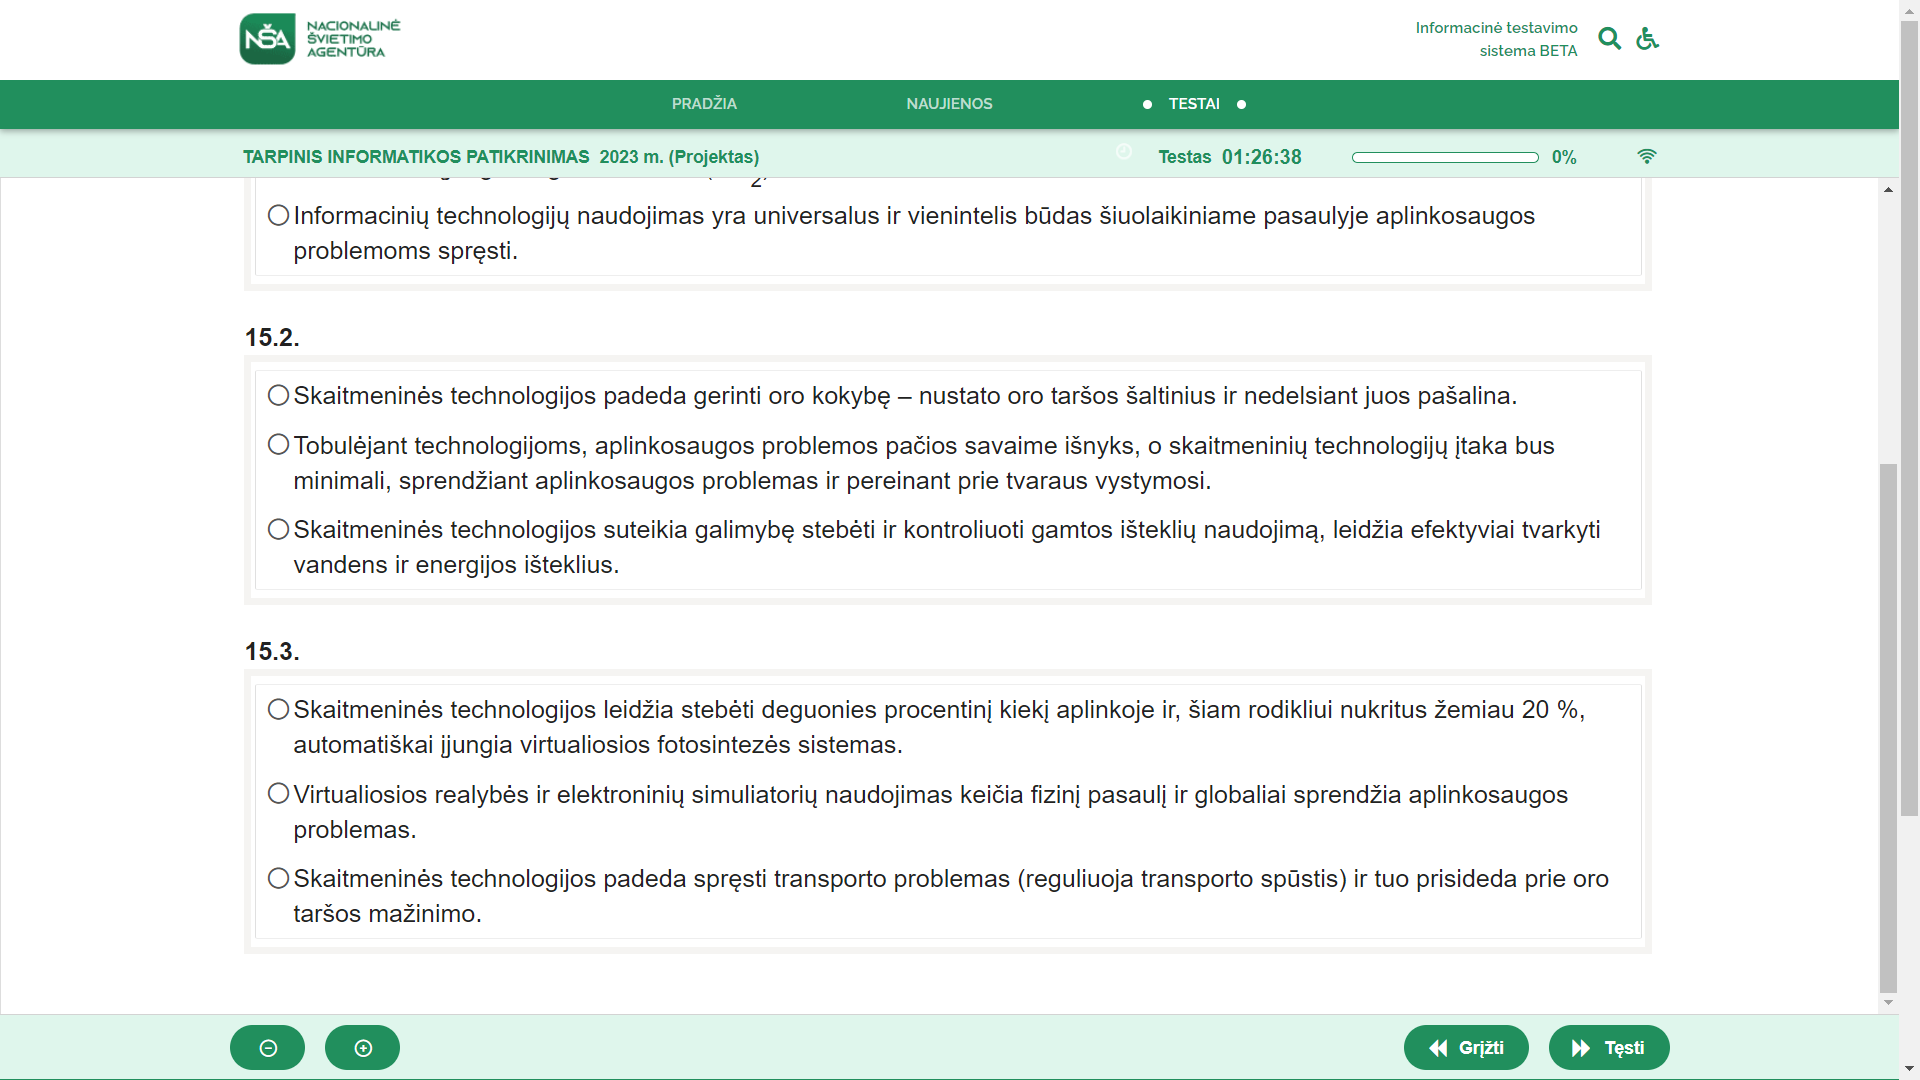 NŠA
NACIONALINĖ
ŠVIETIMO
AGENTŪRA
Informacinė testavimo
sistema BETA
PRADŽIA
NAUJIENOS
TESTAI
TARPINIS INFORMATIKOS PATIKRINIMAS 2023 m. (Projektas)
Testas 01:26:38
0%
Informacinių technologijų naudojimas yra universalus ir vienintelis būdas šiuolaikiniame pasaulyje aplinkosaugos
problemoms spręsti.
15.2.
Skaitmeninės technologijos padeda gerinti oro kokybę – nustato oro taršos šaltinius ir nedelsiant juos pašalina.
Tobulėjant technologijoms, aplinkosaugos problemos pačios savaime išnyks, o skaitmeninių technologijų įtaka bus
minimali, sprendžiant aplinkosaugos problemas ir pereinant prie tvaraus vystymosi.
Skaitmeninės technologijos suteikia galimybę stebėti ir kontroliuoti gamtos išteklių naudojimą, leidžia efektyviai tvarkyti
vandens ir energijos išteklius.
15.3.
Skaitmeninės technologijos leidžia stebėti deguonies procentinį kiekį aplinkoje ir, šiam rodikliui nukritus žemiau 20 %,
automatiškai įjungia virtualiosios fotosintezės sistemas.
Virtualiosios realybės ir elektroninių simuliatorių naudojimas keičia fizinį pasaulį ir globaliai sprendžia aplinkosaugos
problemas.
Skaitmeninės technologijos padeda spręsti transporto problemas (reguliuoja transporto spūstis) ir tuo prisideda prie oro
taršos mažinimo.
Grįžti
Tęsti